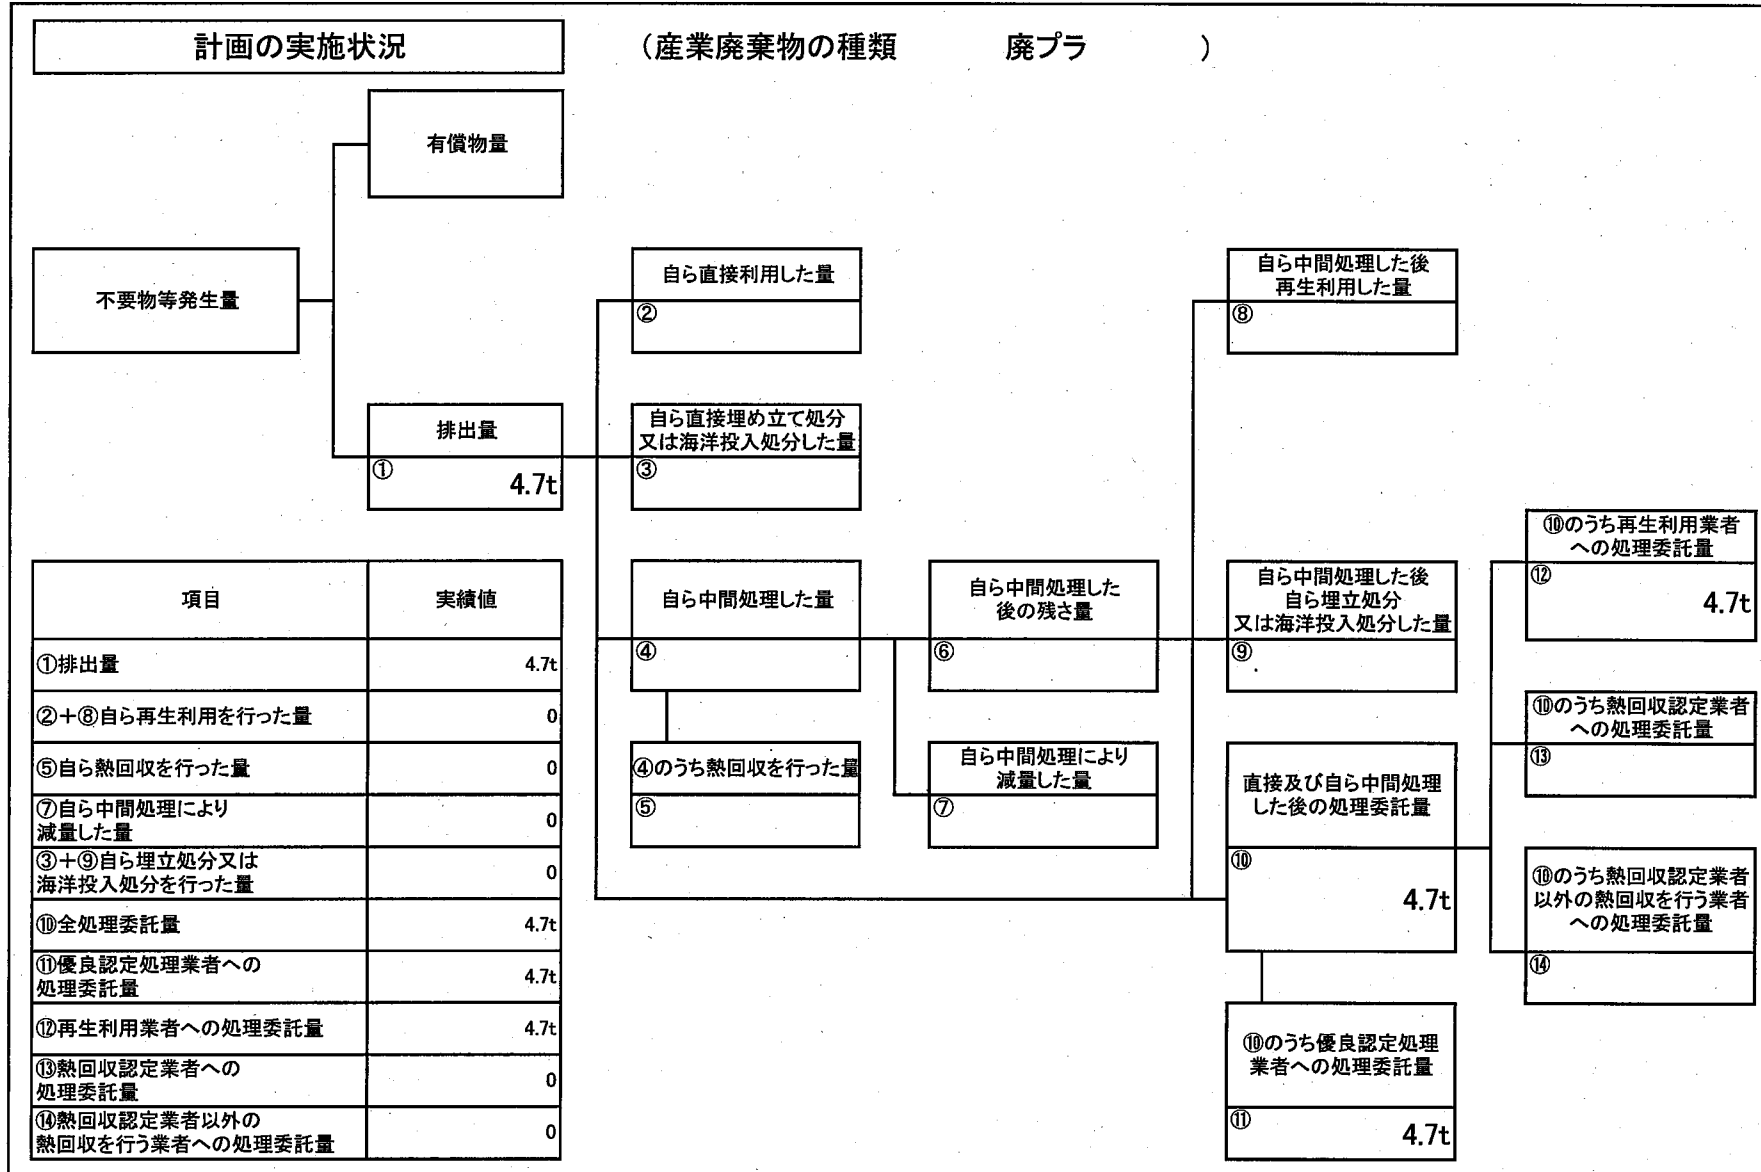 計画の実施状況
(産業廃棄物の種類 廃プラ )
有償物量
不要物等発生量
排出量
①
4.7t
自ら直接利用した量
②
自ら直接埋め立て処分
又は海洋投入処分した量
③
自ら中間処理した量
④
④のうち熱回収を行った量
⑤
自ら中間処理した
後の残さ量
⑥
自ら中間処理により
減量した量
⑦
自ら中間処理した後
再生利用した量
⑧
自ら中間処理した後
自ら埋立処分
又は海洋投入処分した量
⑨
直接及び自ら中間処理
した後の処理委託量
⑩
4.7t
⑩のうち優良認定処理
業者への処理委託量
⑪
4.7t
⑩のうち再生利用業者
への処理委託量
⑫
4.7t
⑩のうち熱回収認定業者
への処理委託量
⑬
⑩のうち熱回収認定業者
以外の熱回収を行う業者
への処理委託量
⑭
項目 実績値
①排出量 4.7t
②+⑧自ら再生利用を行った量 0
⑤自ら熱回収を行った量 0
⑦自ら中間処理により
減量した量 0
③+⑨自ら埋立処分又は
海洋投入処分を行った量 0
⑩全処理委託量 4.7t
⑪優良認定処理業者への
処理委託量 4.7t
⑫再生利用業者への処理委託量 4.7t
⑬熱回収認定業者への
処理委託量 0
⑭熱回収認定業者以外の
熱回収を行う業者への処理委託量 0